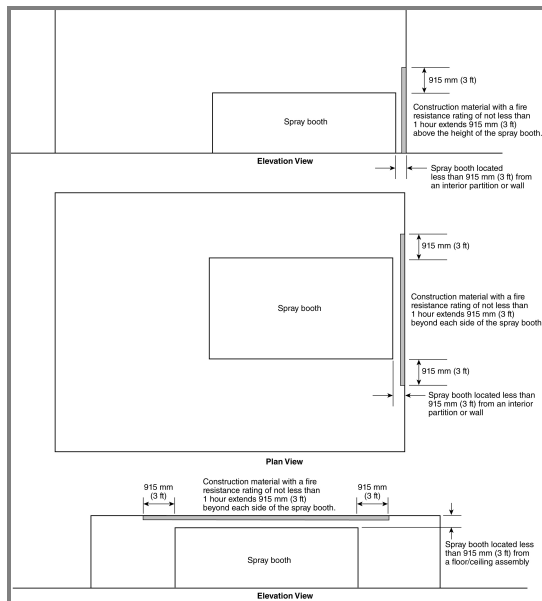 915 mm (3 ft)
Construction material with a fire
resistance rating of not less than
1 hour extends 915 mm (3 ft)
above the height of the spray booth.
Spray booth
Elevation View
Spray booth located
less than 915 mm (3 ft) from
an interior partition or wall
915 mm (3 ft)
Construction material with a fire
resistance rating of not less than
1 hour extends 915 mm (3 ft)
beyond each side of the spray booth
Spray booth
915 mm (3 ft)
Spray booth located less than
915 mm (3 ft) from an interior
partition or wall
Plan View
915 mm
(3 ft)
Construction material with a fire
resistance rating of not less than
1 hour extends 915 mm (3 ft)
beyond each side of the spray booth.
915 mm
(3 ft)
Spray booth
Spray booth located less
than 915 mm (3 ft) from
a floor/ceiling assembly
Elevation View